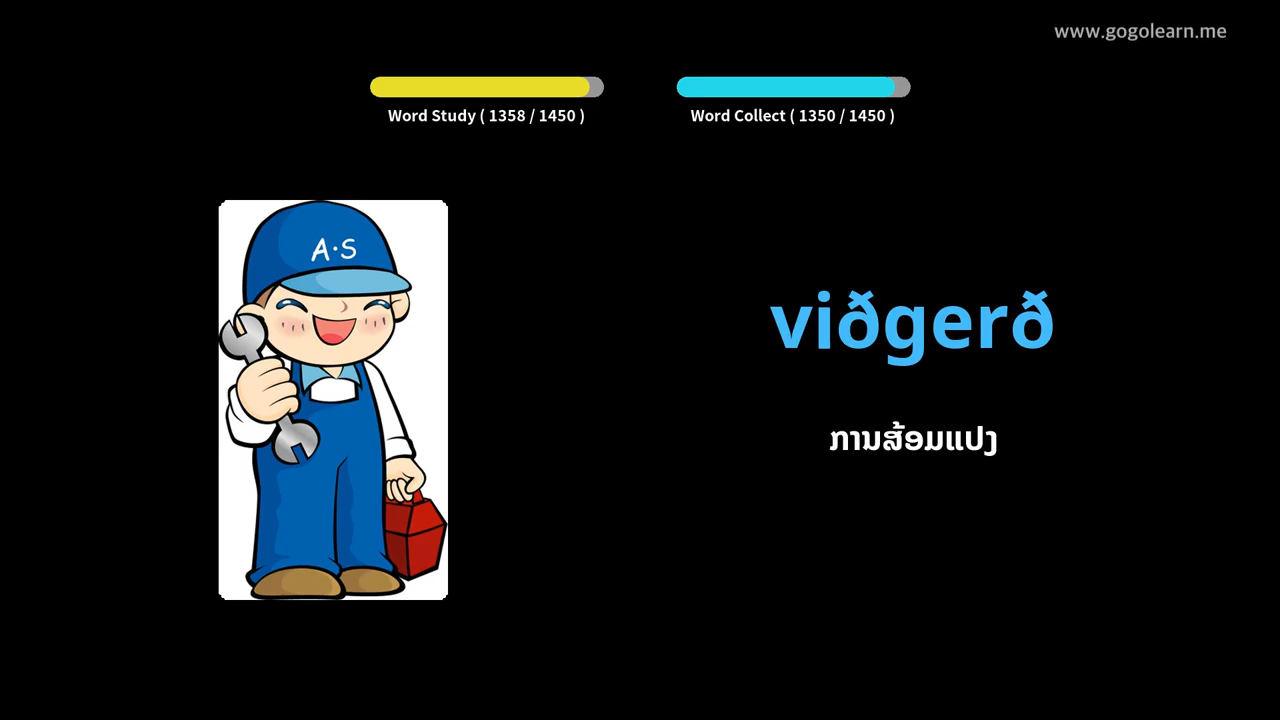 www.gogolearn.me
Word Study ( 1358 / 1450 )
Word Collect ( 1350 / 1450 )
A·S
viðgerð
ການສ້ອມແປງ